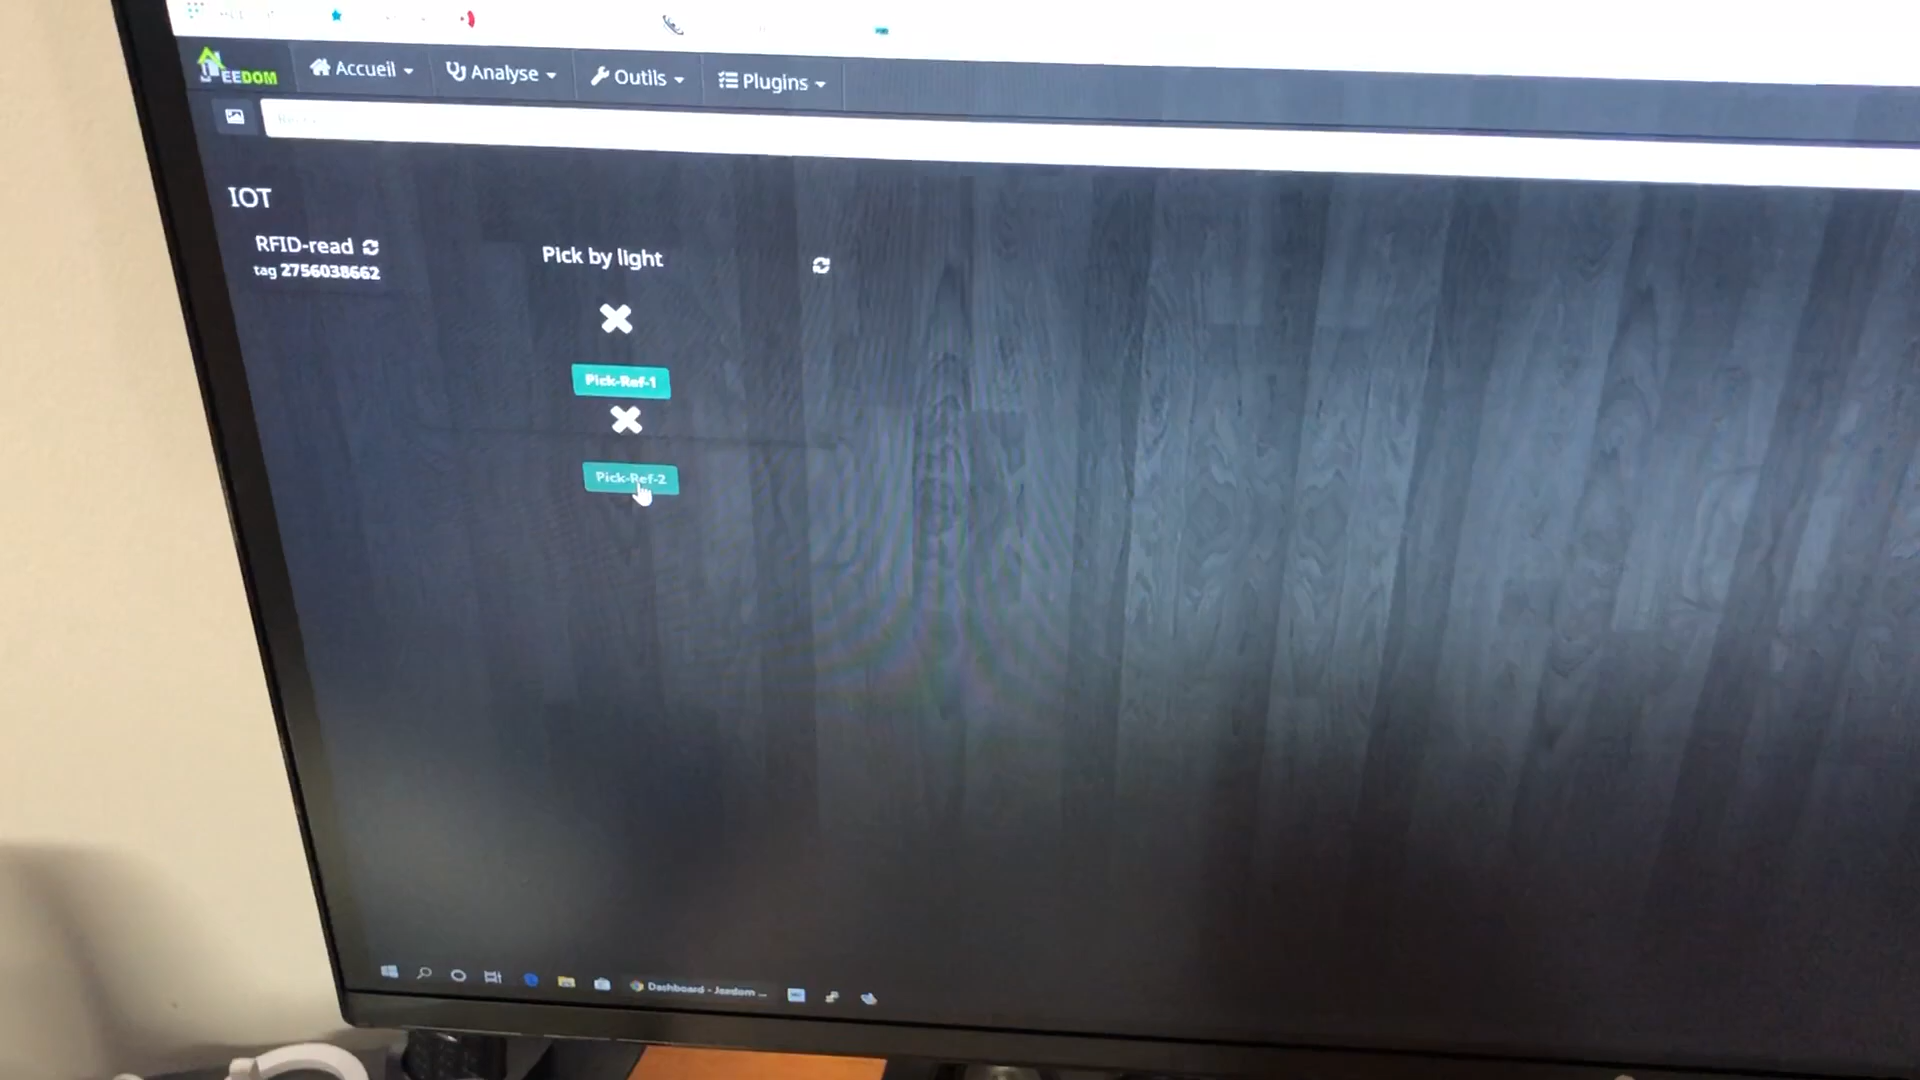 JEEDOM Accueil Analyse Outils Plugins
IOT
RFID-read
tag 2756038662
Pick by light
Pick-Ref-1
Pick-Ref-2
Dashboard - Jeedom ...